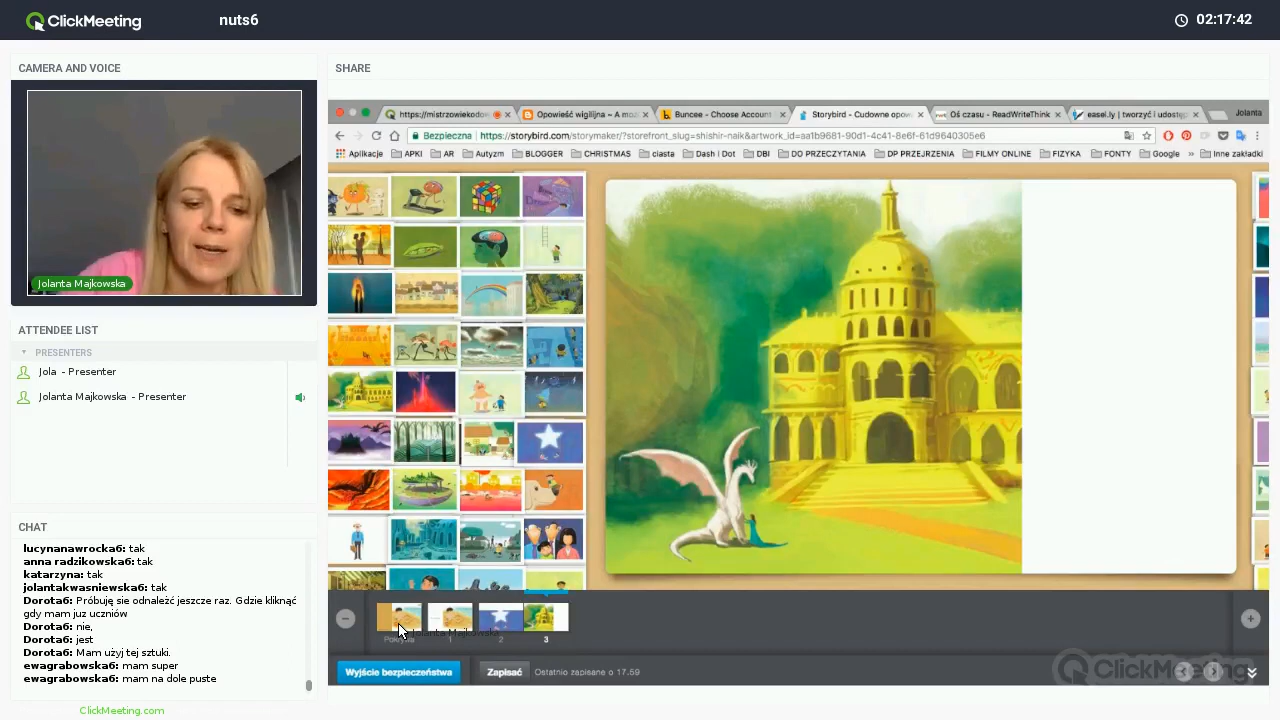 ClickMeeting
nuts6
02:17:42
CAMERA AND VOICE
Jolanta Majkowska
ATTENDEE LIST
PRESENTERS
Jola - Presenter
Jolanta Majkowska - Presenter
CHAT
lucynanawrocka6: tak
anna radzikowska6: tak
katarzyna: tak
jolantakwasniewska6: tak
Dorota6: Próbuję sie odnaleźć jeszcze raz. Gdzie kliknąć
gdy mam juz uczniów
Dorota6: nie,
Dorota6: jest
Dorota6: Mam użyj tej sztuki.
ewagrabowska6: mam super
ewagrabowska6: mam na dole puste
ClickMeeting.com
SHARE
https://mistrzowiekodow
Opowieść wigilijna ~ A moż
Buncee - Choose Account
Storybird - Cudowne opow
Oś czasu - ReadWriteThink
easel.ly | tworzyć i udostęp
Jolanta
Bezpieczna https://storybird.com/storymaker/?storefront_slug=shishir-naik&artwork_id=aa1b9681-90d1-4c41-8e6f-61d9640305e6
Aplikacje APKI AR Autyzm BLOGGER CHRISTMAS ciasta Dash i Dot DBI DO PRZECZYTANIA DP PRZEJRZENIA FILMY ONLINE FIZYKA FONTY Google » Inne zakładki
Jolanta Majkowska
1 2 3
Wyjście bezpieczeństwa Zapisać Ostatnio zapisane o 17.59
ClickMeeting